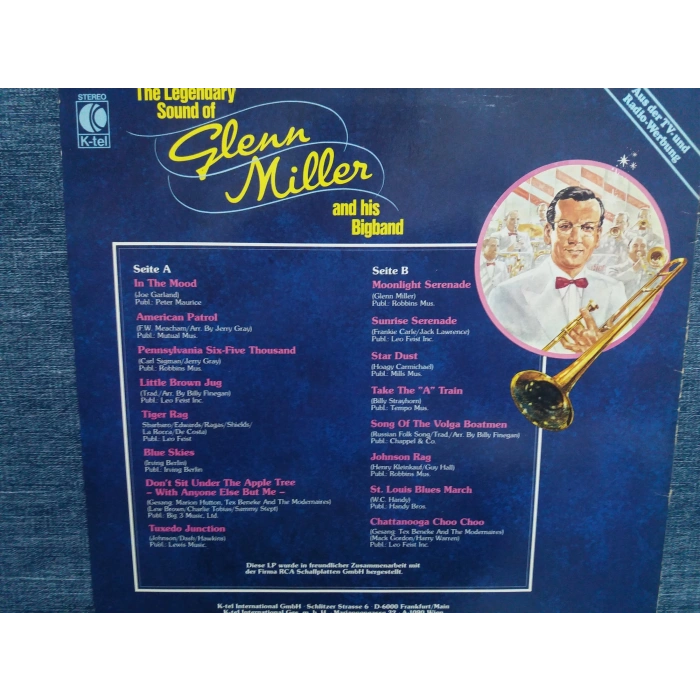 STEREO
K
K-tel
The Legendary
Sound of
Glenn
Miller
and his
Bigband
Aus der TV- und
Radio-Werbung
Seite A
In The Mood
(Joe Garland)
Publ.: Peter Maurice
American Patrol
(F.W. Meacham/Arr. By Jerry Gray)
Publ.: Mutual Mus.
Pennsylvania Six-Five Thousand
(Carl Sigman/Jerry Gray)
Publ.: Robbins Mus.
Little Brown Jug
(Trad./Arr. By Billy Finegan)
Publ.: Leo Feist Inc.
Tiger Rag
Sbarbaro/Edwards/Ragas/Shields/
La Rocca/De Costa)
Publ.: Leo Feist
Blue Skies
(Irving Berlin)
Publ.: Irving Berlin
Don't Sit Under The Apple Tree
– With Anyone Else But Me –
(Gesang: Marion Hutton, Tex Beneke And The Modernaires)
(Lew Brown/Charlie Tobias/Sammy Stept)
Publ.: Big 3 Music. Ltd.
Tuxedo Junction
(Johnson/Dash/Hawkins)
Publ.: Lewis Music.
Seite B
Moonlight Serenade
(Glenn Miller)
Publ.: Robbins Mus.
Sunrise Serenade
(Frankie Carle/Jack Lawrence)
Publ.: Leo Feist Inc.
Star Dust
(Hoagy Carmichael)
Publ.: Mills Mus.
Take The "A" Train
(Billy Strayhorn)
Publ.: Tempo Mus.
Song Of The Volga Boatmen
(Russian Folk Song/Trad./Arr. By Billy Finegan)
Publ.: Chappel & Co.
Johnson Rag
(Henry Kleinkauf/Guy Hall)
Publ.: Robbins Mus.
St. Louis Blues March
(W.C. Handy)
Publ.: Handy Bros.
Chattanooga Choo Choo
(Gesang: Tex Beneke And The Modernaires)
(Mack Gordon/Harry Warren)
Publ.: Leo Feist Inc.
Diese LP wurde in freundlicher Zusammenarbeit mit
der Firma RCA Schallplatten GmbH hergestellt.
K-tel International GmbH · Schlitzer Strasse 6 · D-6000 Frankfurt/Main
K-tel International Ges. m. b. H. · 22 · A-1090 Wien